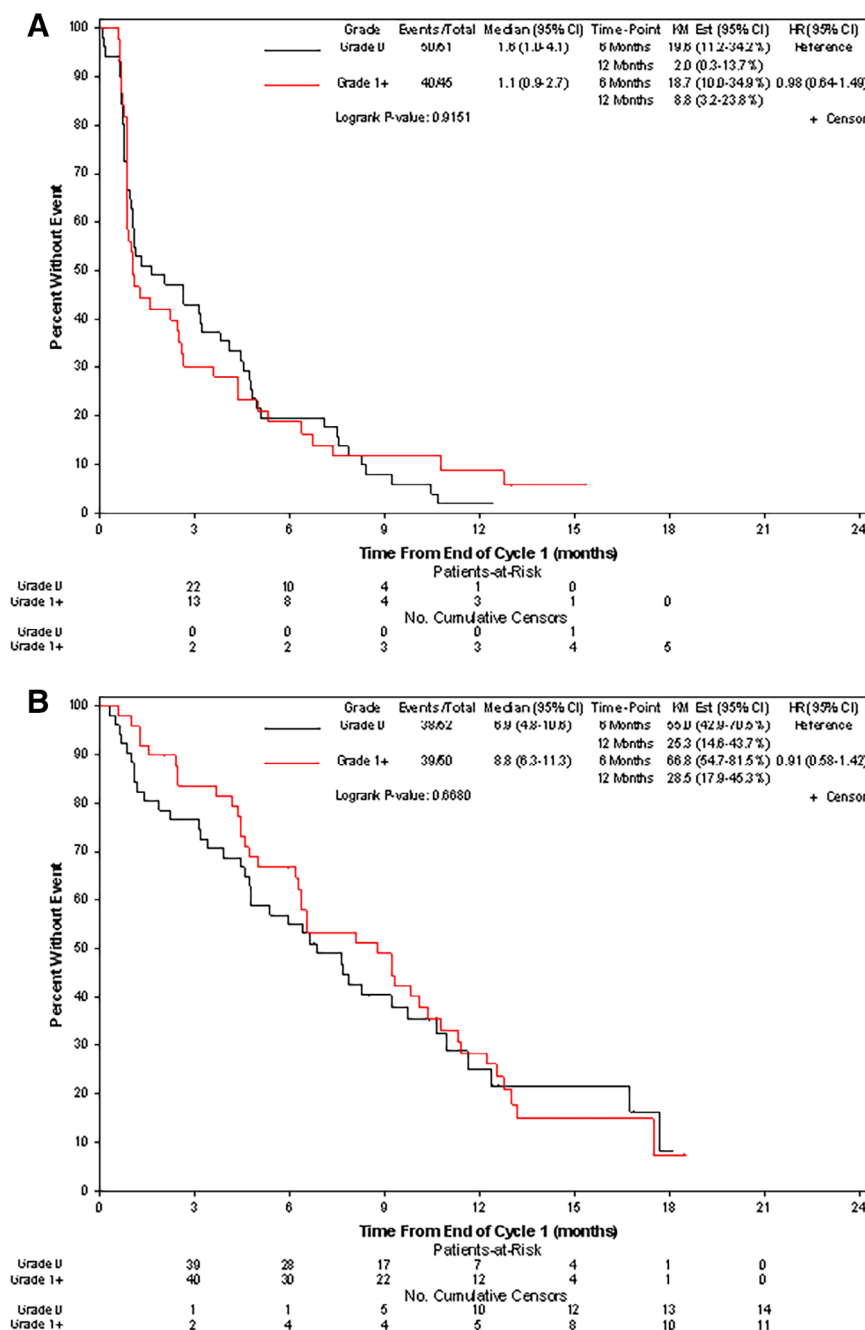 A
Grade Events/Total Median (95% CI) Time-Point KM Est (95% CI) HR (95% CI)
Grade 0 50/51 1.6 (1.0-4.1) 6 Months 19.6 (11.2-34.2%) Reference
12 Months 2.0 (0.3-13.7%)
Grade 1+ 40/45 1.1 (0.9-2.7) 6 Months 18.7 (10.0-34.9%) 0.98 (0.64-1.49)
12 Months 8.8 (3.2-23.8%)
Logrank P-value: 0.9151 + Censor
Percent Without Event
100
90
80
70
60
50
40
30
20
10
0
0 3 6 9 12 15 18 21 24
Time From End of Cycle 1 (months)
Patients-at-Risk
Grade 0 22 10 4 1 0
Grade 1+ 13 8 4 3 1 0
No. Cumulative Censors
Grade 0 0 0 0 0 1
Grade 1+ 2 2 3 3 4 5
B
Grade Events/Total Median (95% CI) Time-Point KM Est (95% CI) HR (95% CI)
Grade 0 38/52 6.9 (4.8-10.6) 6 Months 55.0 (42.9-70.5%) Reference
12 Months 25.3 (14.6-43.7%)
Grade 1+ 39/50 8.8 (6.3-11.3) 6 Months 66.8 (54.7-81.5%) 0.91 (0.58-1.42)
12 Months 28.5 (17.9-45.3%)
Logrank P-value: 0.6680 + Censor
Percent Without Event
100
90
80
70
60
50
40
30
20
10
0
0 3 6 9 12 15 18 21 24
Time From End of Cycle 1 (months)
Patients-at-Risk
Grade 0 39 28 17 7 4 1 0
Grade 1+ 40 30 22 12 4 1 0
No. Cumulative Censors
Grade 0 1 1 5 10 12 13 14
Grade 1+ 2 4 4 5 8 10 11